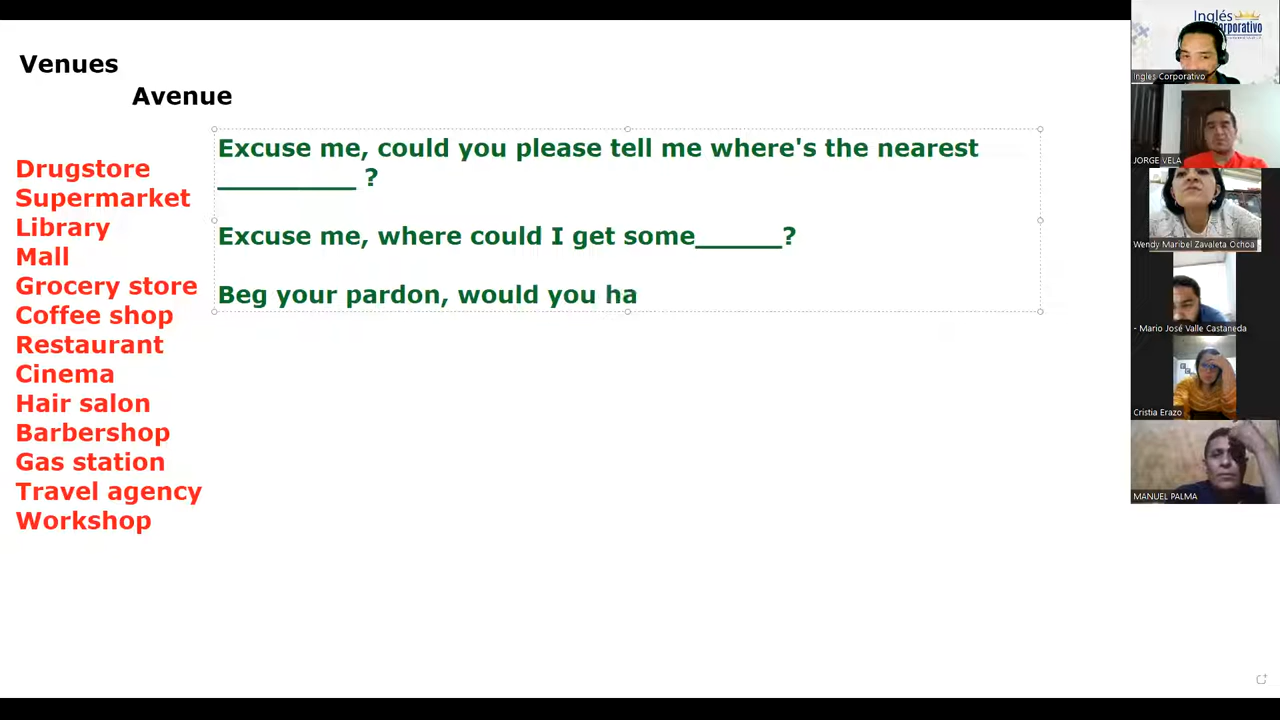 Venues
Avenue
Excuse me, could you please tell me where's the nearest
_________ ?
Excuse me, where could I get some______?
Beg your pardon, would you ha
Drugstore
Supermarket
Library
Mall
Grocery store
Coffee shop
Restaurant
Cinema
Hair salon
Barbershop
Gas station
Travel agency
Workshop
Inglés
Corporativo
Ingles Corporativo
JORGE VELA
Wendy Maribel Zavaleta Ochoa
- Mario José Valle Castaneda
Cristia Erazo
MANUEL PALMA